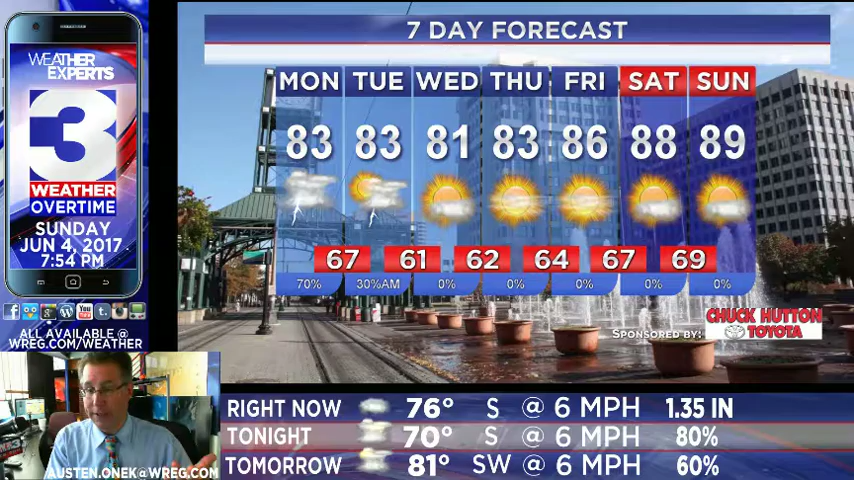 7 DAY FORECAST
MON TUE WED THU FRI SAT SUN
83 83 81 83 86 88 89
67 61 62 64 67 69
70% 30%AM 0% 0% 0% 0% 0%
SPONSORED BY: CHUCK HUTTON
TOYOTA
WEATHER
EXPERTS
3
WEATHER
OVERTIME
SUNDAY
JUN 4, 2017
7:54 PM
ALL AVAILABLE @
WREG.COM/WEATHER
AUSTEN.ONEK@WREG.COM
RIGHT NOW 76° S @ 6 MPH 1.35 IN
TONIGHT 70° S @ 6 MPH 80%
TOMORROW 81° SW @ 6 MPH 60%